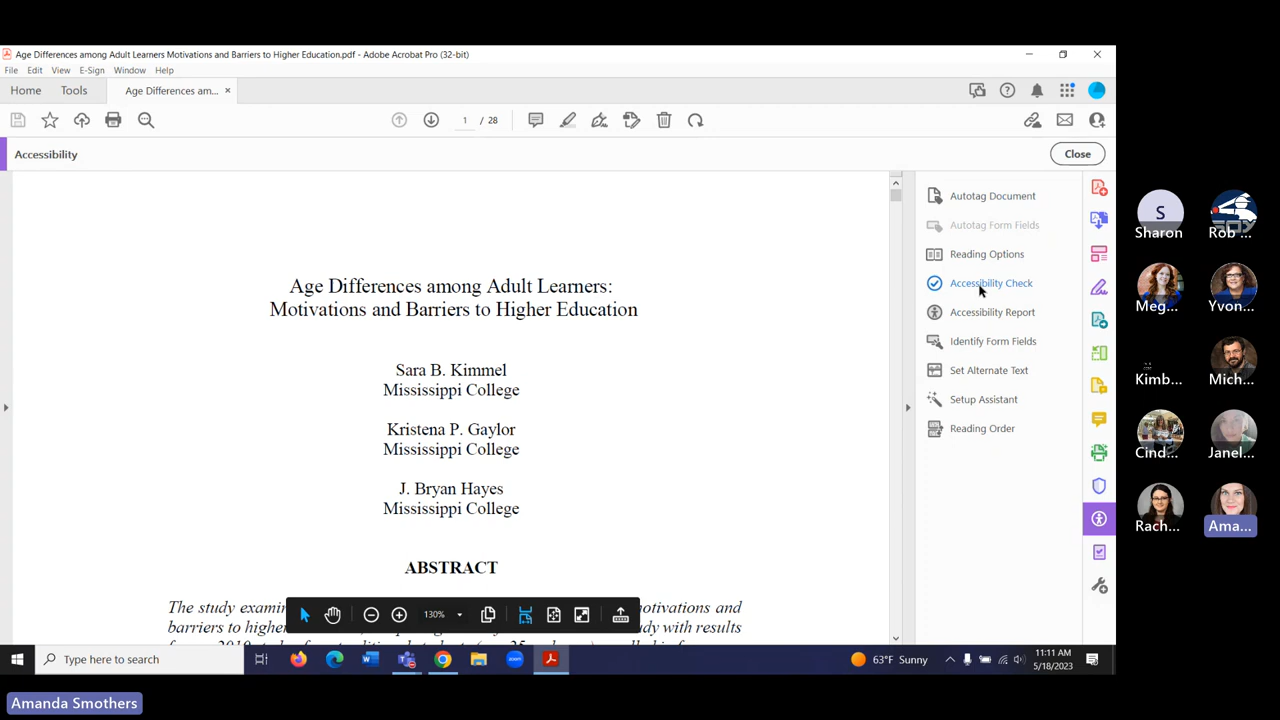 Age Differences among Adult Learners Motivations and Barriers to Higher Education.pdf - Adobe Acrobat Pro (32-bit)
File Edit View E-Sign Window Help
Home Tools Age Differences am... ×
1 / 28
Accessibility
Close
Age Differences among Adult Learners:
Motivations and Barriers to Higher Education
Sara B. Kimmel
Mississippi College
Kristena P. Gaylor
Mississippi College
J. Bryan Hayes
Mississippi College
ABSTRACT
The study examin otivations and
barriers to higher udy with results
130%
Autotag Document
Autotag Form Fields
Reading Options
Accessibility Check
Accessibility Report
Identify Form Fields
Set Alternate Text
Setup Assistant
Reading Order
S
Sharon
Rob ...
Meg...
Yvon...
Kimb...
Mich...
Cind...
Janel...
Rach...
Ama...
Type here to search
63°F Sunny
11:11 AM
5/18/2023
Amanda Smothers